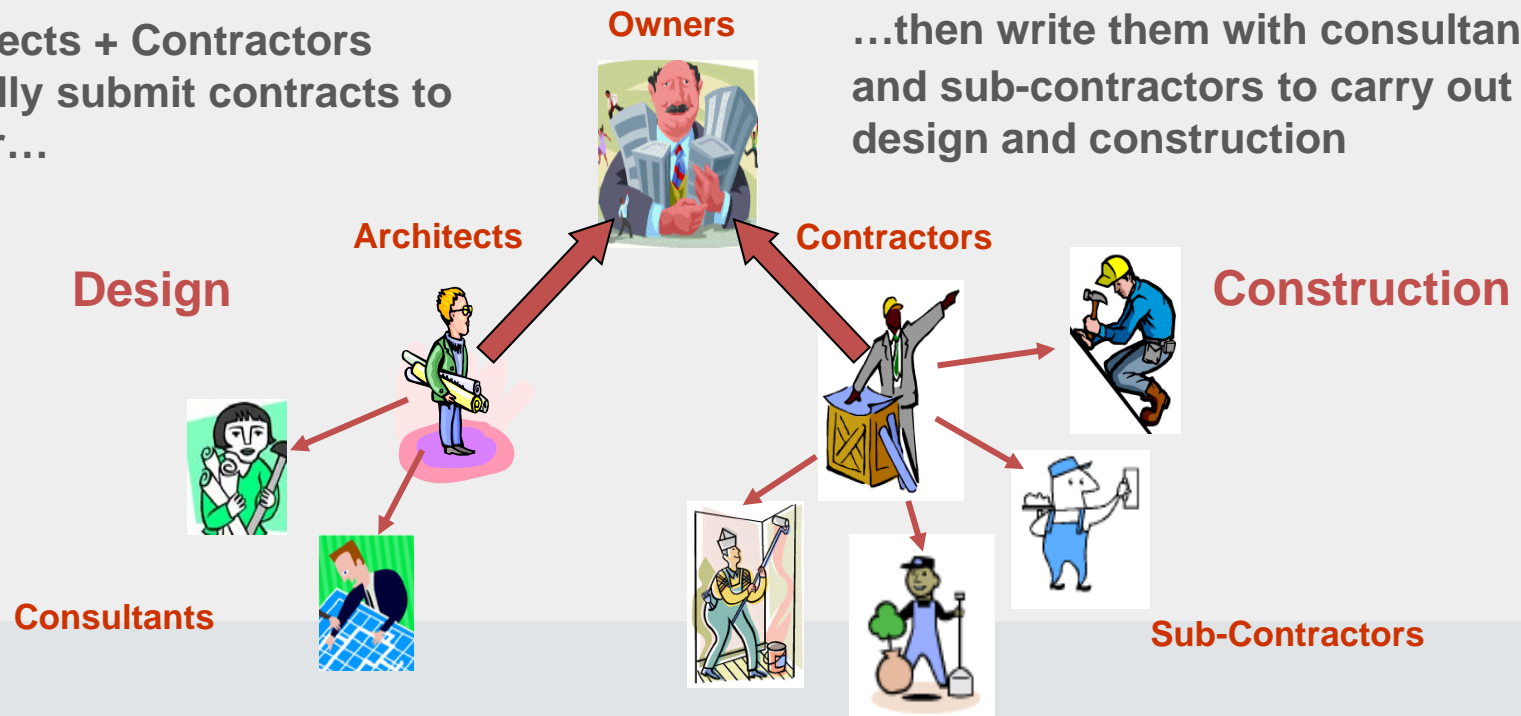 ects + Contractors
lly submit contracts to
r…
Owners
…then write them with consultan
and sub-contractors to carry out
design and construction
Architects
Contractors
Design
Construction
Consultants
Sub-Contractors